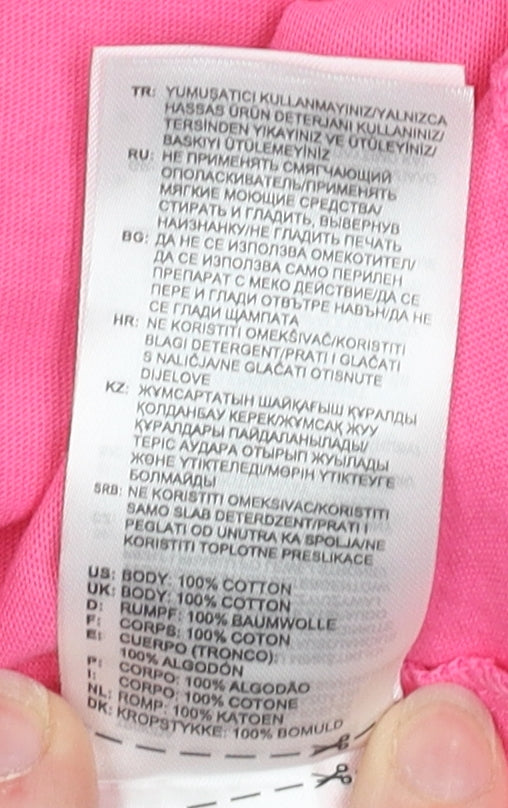 TR: YUMUŞATICI KULLANMAYINIZ/YALNIZCA
HASSAS ÜRÜN DETERJANI KULLANINIZ/
TERSİNDEN YIKAYINIZ VE ÜTÜLEYİNİZ/
BASKIYI ÜTÜLEMEYİNİZ
RU: НЕ ПРИМЕНЯТЬ СМЯГЧАЮЩИЙ
ОПОЛАСКИВАТЕЛЬ/ПРИМЕНЯТЬ
МЯГКИЕ МОЮЩИЕ СРЕДСТВА/
СТИРАТЬ И ГЛАДИТЬ, ВЫВЕРНУВ
НАИЗНАНКУ/НЕ ГЛАДИТЬ ПЕЧАТЬ
BG: ДА НЕ СЕ ИЗПОЛЗВА ОМЕКОТИТЕЛ/
ДА СЕ ИЗПОЛЗВА САМО ПЕРИЛЕН
ПРЕПАРАТ С МЕКО ДЕЙСТВИЕ/ДА СЕ
ПЕРЕ И ГЛАДИ ОТВЪТРЕ НАВЪН/ДА НЕ
СЕ ГЛАДИ ЩАМПАТА
HR: NE KORISTITI OMEKŠIVAČ/KORISTITI
BLAGI DETERGENT/PRATI I GLAČATI
S NALIČJA/NE GLAČATI OTISNUTE
DIJELOVE
KZ: ЖҰМСАРТАТЫН ШАЙҚАҒЫШ ҚҰРАЛДЫ
ҚОЛДАНБАУ КЕРЕК/ЖҰМСАҚ ЖУУ
ҚҰРАЛДАРЫ ПАЙДАЛАНЫЛАДЫ/
ТЕРІС АУДАРА ОТЫРЫП ЖУЫЛАДЫ
ЖӘНЕ ҮТІКТЕЛЕДІ/МӨРІН ҮТІКТЕУГЕ
БОЛМАЙДЫ
SRB: NE KORISTITI OMEKSIVAC/KORISTITI
SAMO SLAB DETERDZENT/PRATI I
PEGLATI OD UNUTRA KA SPOLJA/NE
KORISTITI TOPLOTNE PRESLIKACE
US: BODY: 100% COTTON
UK: BODY: 100% COTTON
D: RUMPF: 100% BAUMWOLLE
F: CORPS: 100% COTON
E: CUERPO (TRONCO):
100% ALGODÓN
P: CORPO: 100% ALGODÃO
I: CORPO: 100% COTONE
NL: ROMP: 100% KATOEN
DK: KROPSTYKKE: 100% BOMULD